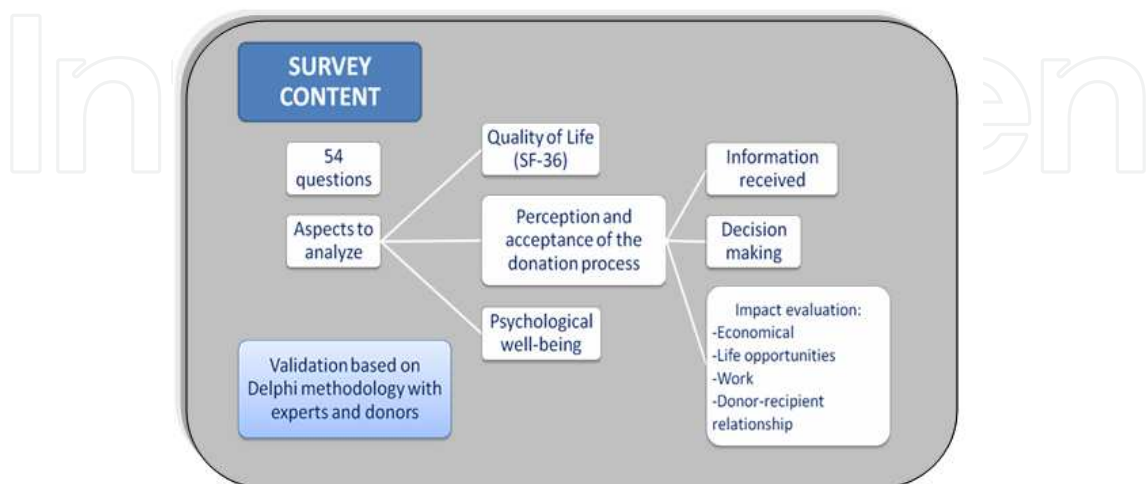 SURVEY
CONTENT
54
questions
Aspects to
analyze
Quality of Life
(SF-36)
Perception and
acceptance of the
donation process
Psychological
well-being
Information
received
Decision
making
Impact evaluation:
-Economical
-Life opportunities
-Work
-Donor-recipient
relationship
Validation based on
Delphi methodology with
experts and donors